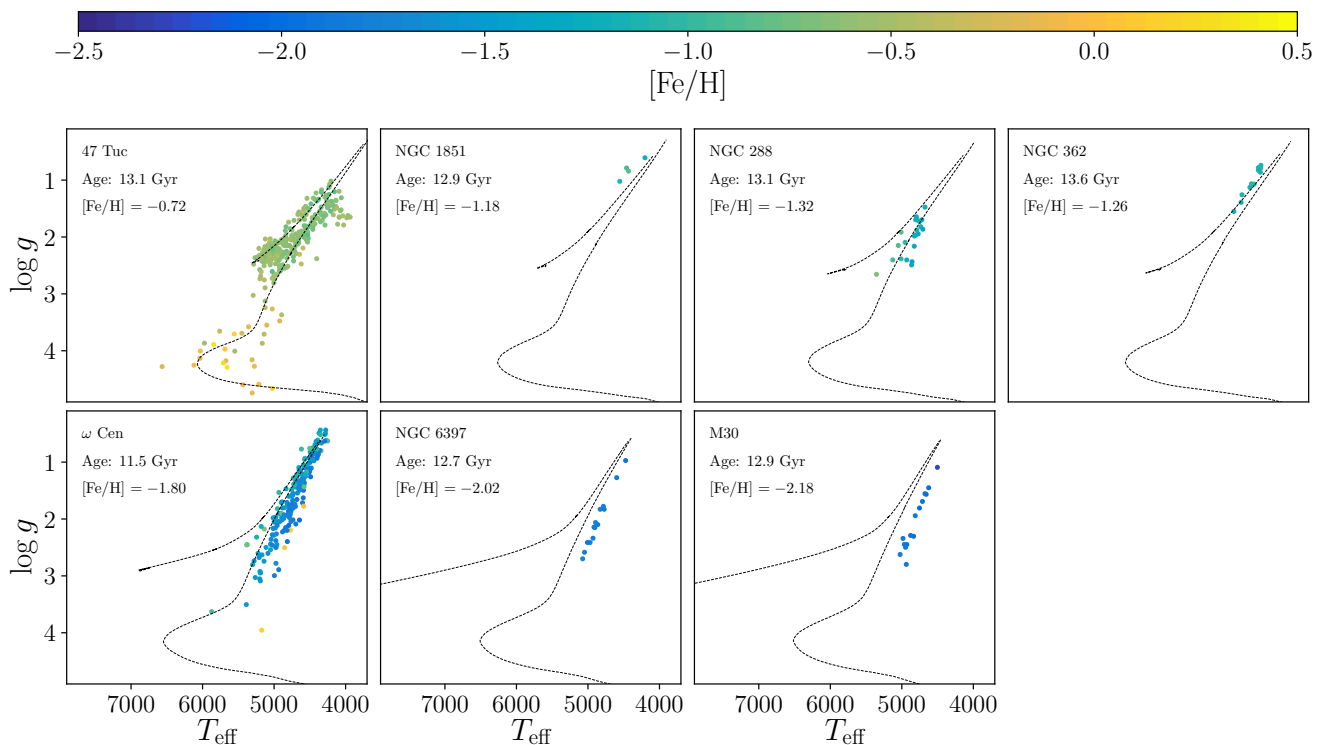 −2.5 −2.0 −1.5 −1.0 −0.5 0.0 0.5
[Fe/H]
47 Tuc
Age: 13.1 Gyr
[Fe/H] = −0.72
NGC 1851
Age: 12.9 Gyr
[Fe/H] = −1.18
NGC 288
Age: 13.1 Gyr
[Fe/H] = −1.32
NGC 362
Age: 13.6 Gyr
[Fe/H] = −1.26
1
2
3
4
log g
ω Cen
Age: 11.5 Gyr
[Fe/H] = −1.80
NGC 6397
Age: 12.7 Gyr
[Fe/H] = −2.02
M30
Age: 12.9 Gyr
[Fe/H] = −2.18
1
2
3
4
log g
7000 6000 5000 4000
7000 6000 5000 4000
7000 6000 5000 4000
Teff
Teff
Teff